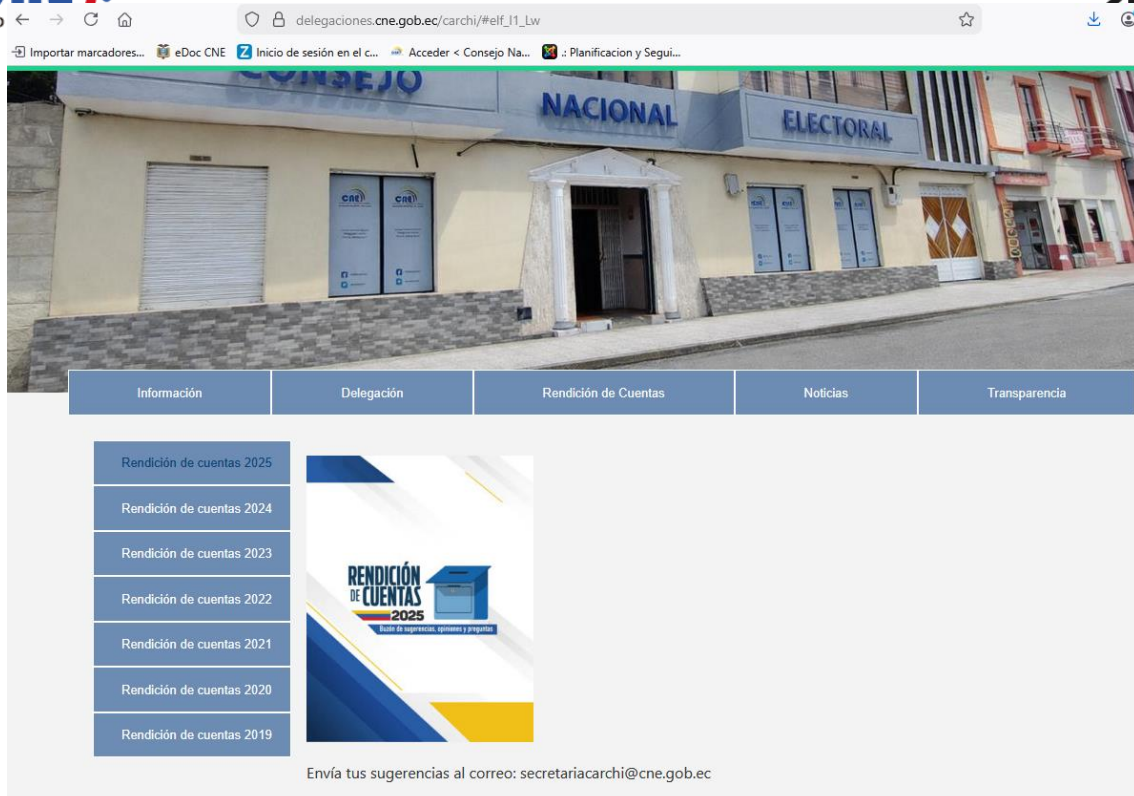 delegaciones.cne.gob.ec/carchi/#elf_l1_Lw
Importar marcadores... eDoc CNE Inicio de sesión en el c... Acceder < Consejo Na... .: Planificacion y Segui...
CONSEJO
NACIONAL
ELECTORAL
cne cne
Información Delegación Rendición de Cuentas Noticias Transparencia
Rendición de cuentas 2025
Rendición de cuentas 2024
Rendición de cuentas 2023
Rendición de cuentas 2022
Rendición de cuentas 2021
Rendición de cuentas 2020
Rendición de cuentas 2019
RENDICIÓN
DE CUENTAS
2025
Buzón de sugerencias, opiniones y preguntas
Envía tus sugerencias al correo: secretariacarchi@cne.gob.ec